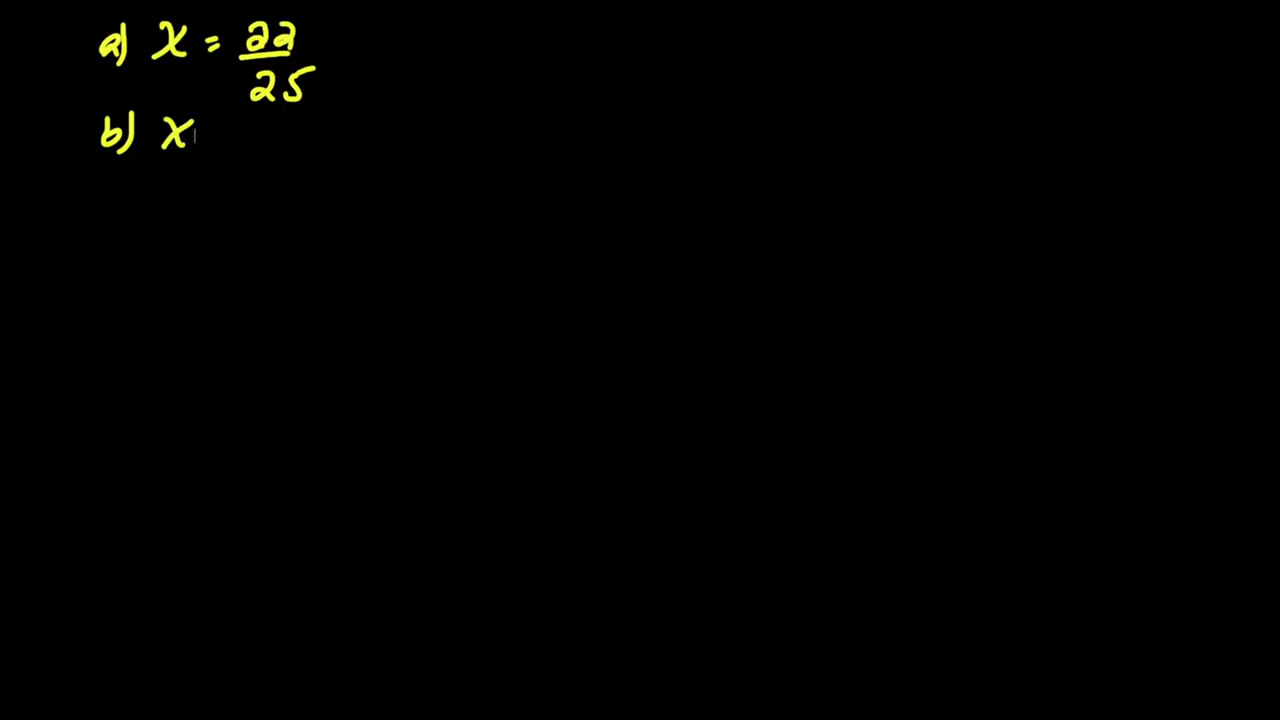 a) x = 22/25
b) x